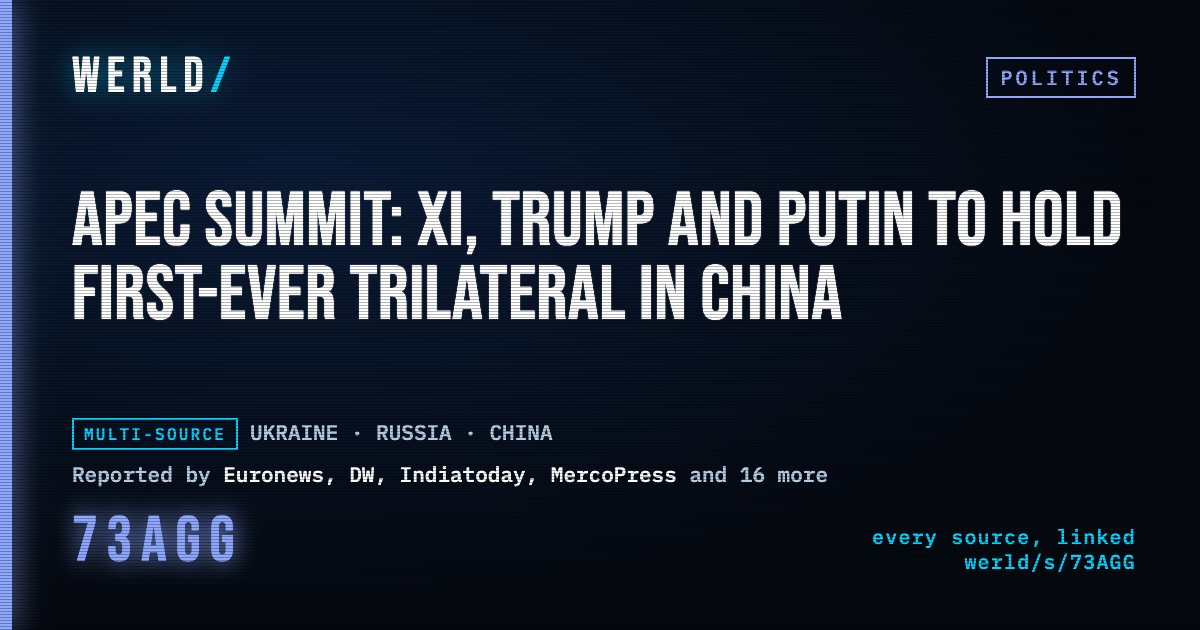 WERLD/
POLITICS
APEC SUMMIT: XI, TRUMP AND PUTIN TO HOLD
FIRST-EVER TRILATERAL IN CHINA
MULTI-SOURCE UKRAINE · RUSSIA · CHINA
Reported by Euronews, DW, Indiatoday, MercoPress and 16 more
73AGG
every source, linked
werld/s/73AGG